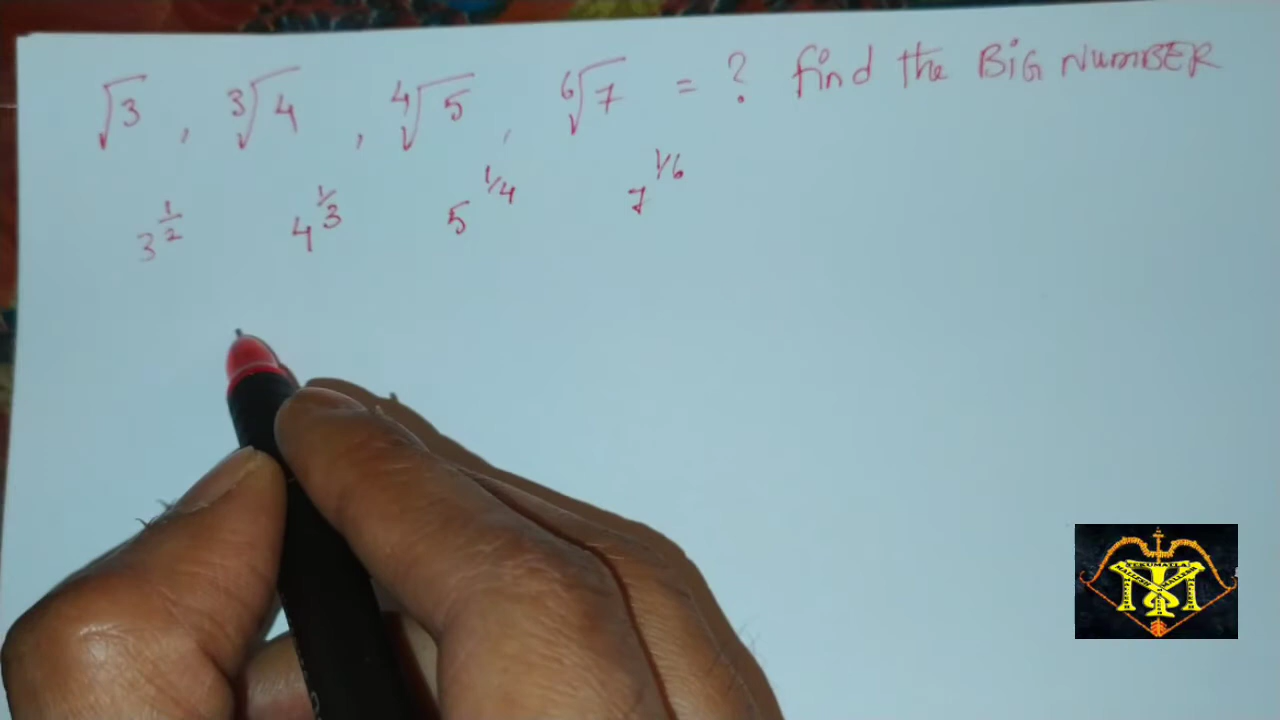 √3 , ∛4 , ∜5 , ⁶√7 = ? find the BIG NUMBER
3^1/2 4^1/3 5^1/4 7^1/6